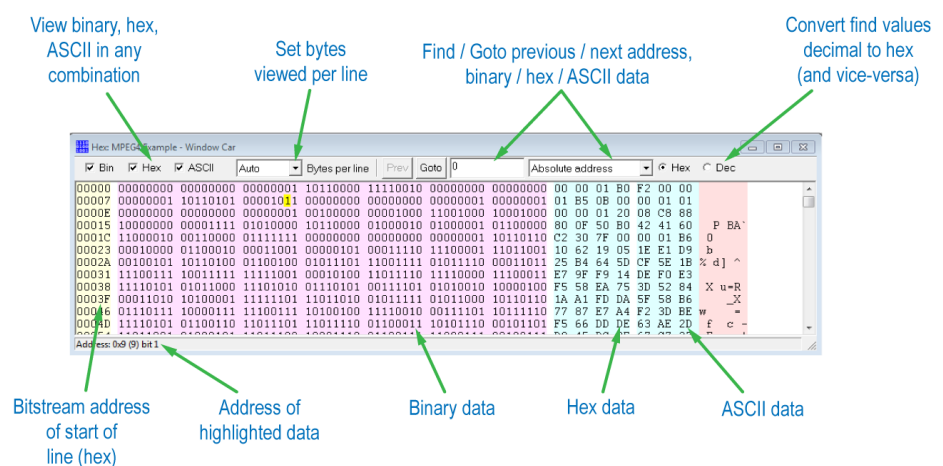 View binary, hex,
ASCII in any
combination
Set bytes
viewed per line
Find / Goto previous / next address,
binary / hex / ASCII data
Convert find values
decimal to hex
(and vice-versa)
Hex: MPEG4 Example - Window Car
Bin Hex ASCII Auto Bytes per line Prev Goto 0 Absolute address Hex Dec
00000 00000000 00000000 00000001 10110000 11110010 00000000 00000000 00 00 01 B0 F2 00 00
00007 00000001 10110101 00001011 00000000 00000000 00000001 00000001 01 B5 0B 00 00 01 01
0000E 00000000 00000000 00000001 00100000 00001000 11001000 10001000 00 00 01 20 08 C8 88
00015 10000000 00001111 01010000 10110000 01000010 01000001 01100000 80 0F 50 B0 42 41 60 P BA`
0001C 11000010 00110000 01111111 00000000 00000000 00000001 10110110 C2 30 7F 00 00 01 B6 0
00023 00010000 01100010 00011001 00000101 00011110 11100001 11011001 10 62 19 05 1E E1 D9 b
0002A 00100101 10110100 01100100 01011101 11001111 01011110 00011011 25 B4 64 5D CF 5E 1B % d] ^
00031 11100111 10011111 11111001 00010100 11011110 11110000 11100011 E7 9F F9 14 DE F0 E3
00038 11110101 01011000 11101010 01110101 00111101 01010010 10000100 F5 58 EA 75 3D 52 84 X u=R
0003F 00011010 10100001 11111101 11011010 01011111 01011000 10110110 1A A1 FD DA 5F 58 B6 _X
00046 01110111 10000111 11100111 10100100 11110010 00111101 10111110 77 87 E7 A4 F2 3D BE w =
0004D 11110101 01100110 11011101 11011110 01100011 10101110 00101101 F5 66 DD DE 63 AE 2D f c -
Address: 0x9 (9) bit 1
Bitstream address
of start of
line (hex)
Address of
highlighted data
Binary data
Hex data
ASCII data